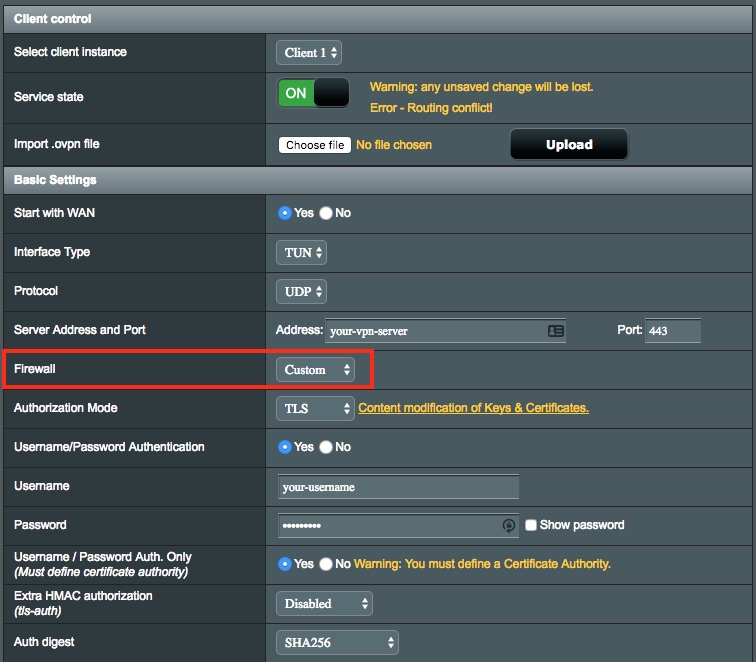 Client control
Select client instance Client 1
Service state ON Warning: any unsaved change will be lost.
Error - Routing conflict!
Import .ovpn file Choose file No file chosen Upload
Basic Settings
Start with WAN Yes No
Interface Type TUN
Protocol UDP
Server Address and Port Address: your-vpn-server Port: 443
Firewall Custom
Authorization Mode TLS Content modification of Keys & Certificates.
Username/Password Authentication Yes No
Username your-username
Password ••••••••• Show password
Username / Password Auth. Only
(Must define certificate authority) Yes No Warning: You must define a Certificate Authority.
Extra HMAC authorization
(tls-auth) Disabled
Auth digest SHA256